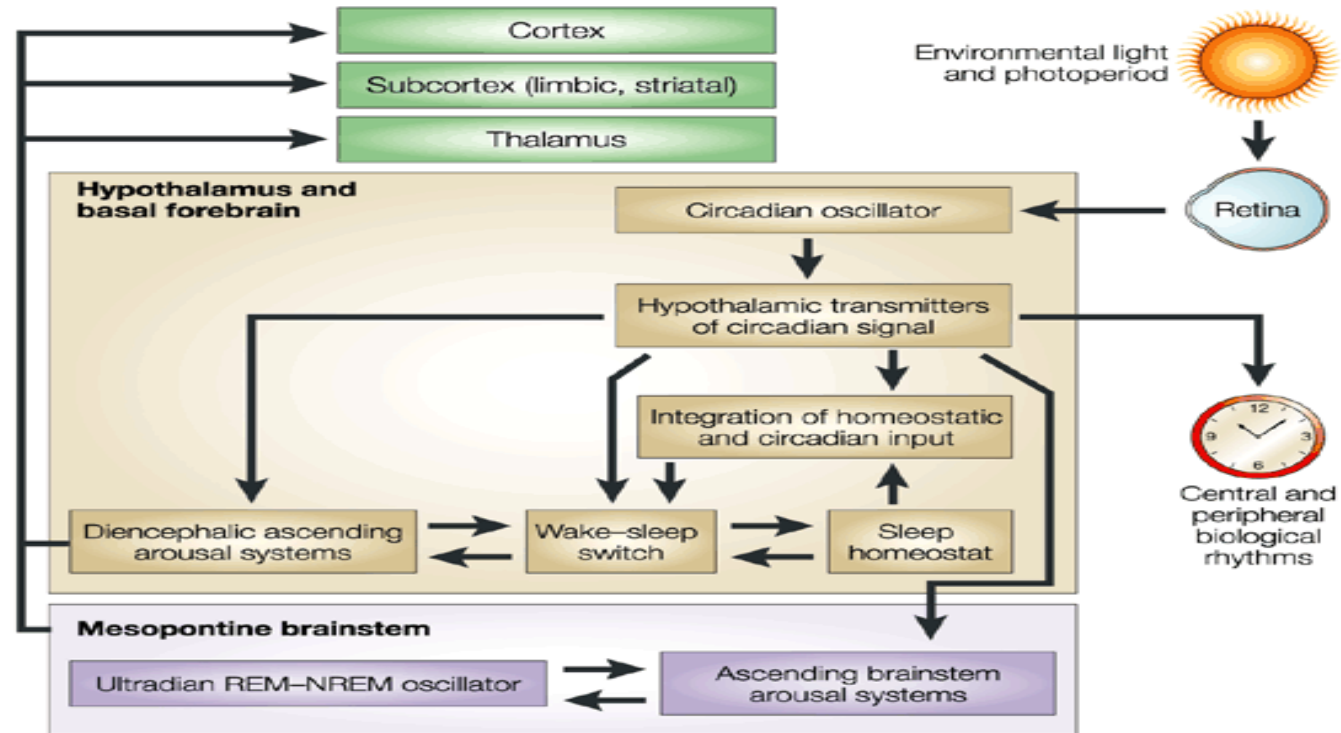 Cortex
Subcortex (limbic, striatal)
Thalamus
Environmental light
and photoperiod
Hypothalamus and
basal forebrain
Circadian oscillator
Retina
Hypothalamic transmitters
of circadian signal
Integration of homeostatic
and circadian input
12
9
3
6
Central and
peripheral
biological
rhythms
Diencephalic ascending
arousal systems
Wake–sleep
switch
Sleep
homeostat
Mesopontine brainstem
Ultradian REM–NREM oscillator
Ascending brainstem
arousal systems